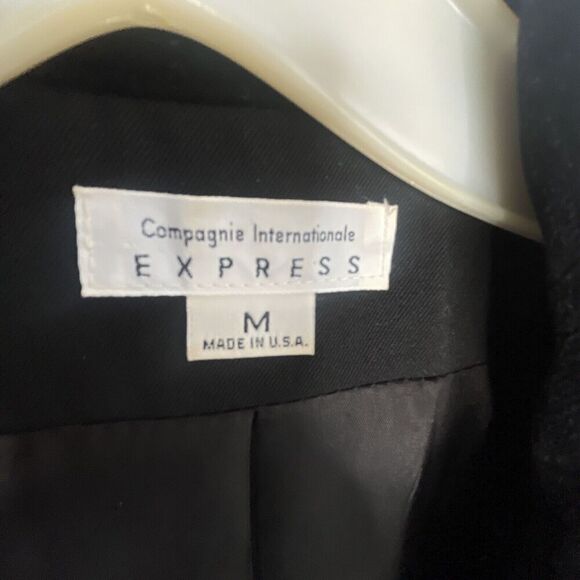 Compagnie Internationale
EXPRESS
M
MADE IN U.S.A.